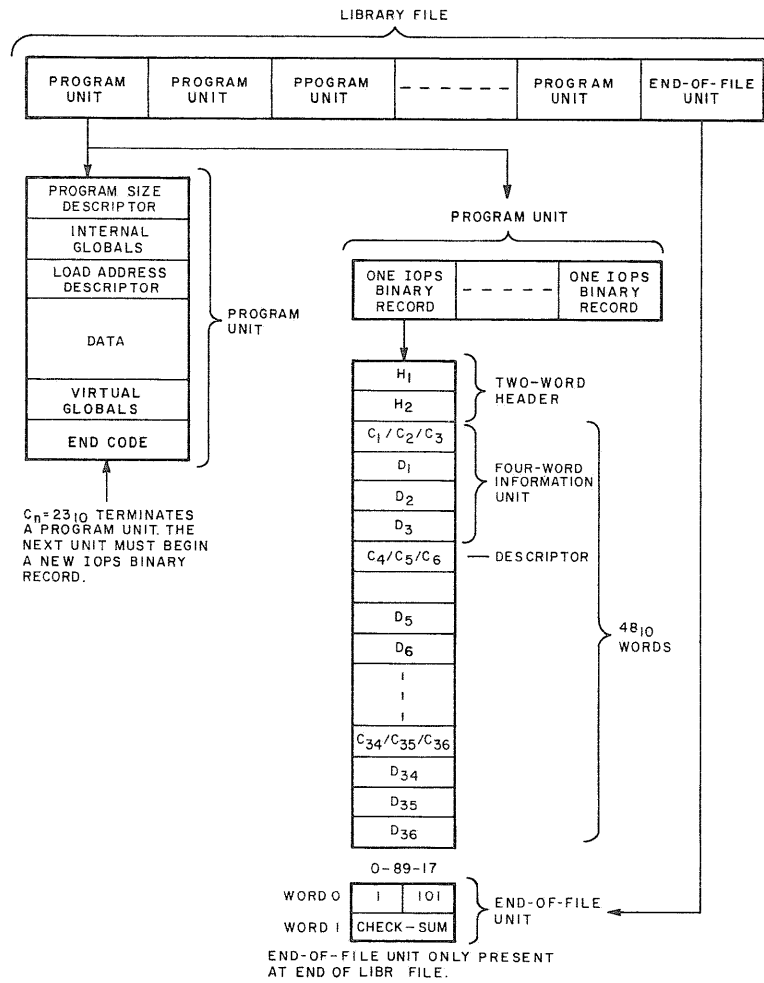 LIBRARY FILE
PROGRAM UNIT
PROGRAM UNIT
PPOGRAM UNIT
PROGRAM UNIT
END-OF-FILE UNIT
PROGRAM SIZE DESCRIPTOR
INTERNAL GLOBALS
LOAD ADDRESS DESCRIPTOR
DATA
VIRTUAL GLOBALS
END CODE
PROGRAM UNIT
Cn=2310 TERMINATES
A PROGRAM UNIT. THE
NEXT UNIT MUST BEGIN
A NEW IOPS BINARY
RECORD.
PROGRAM UNIT
ONE IOPS BINARY RECORD
ONE IOPS BINARY RECORD
H1
H2
TWO-WORD HEADER
C1/C2/C3
D1
D2
D3
FOUR-WORD INFORMATION UNIT
C4/C5/C6
DESCRIPTOR
D5
D6
C34/C35/C36
D34
D35
D36
4810 WORDS
0-89-17
WORD 0 1 101
WORD 1 CHECK-SUM
END-OF-FILE UNIT
END-OF-FILE UNIT ONLY PRESENT
AT END OF LIBR FILE.